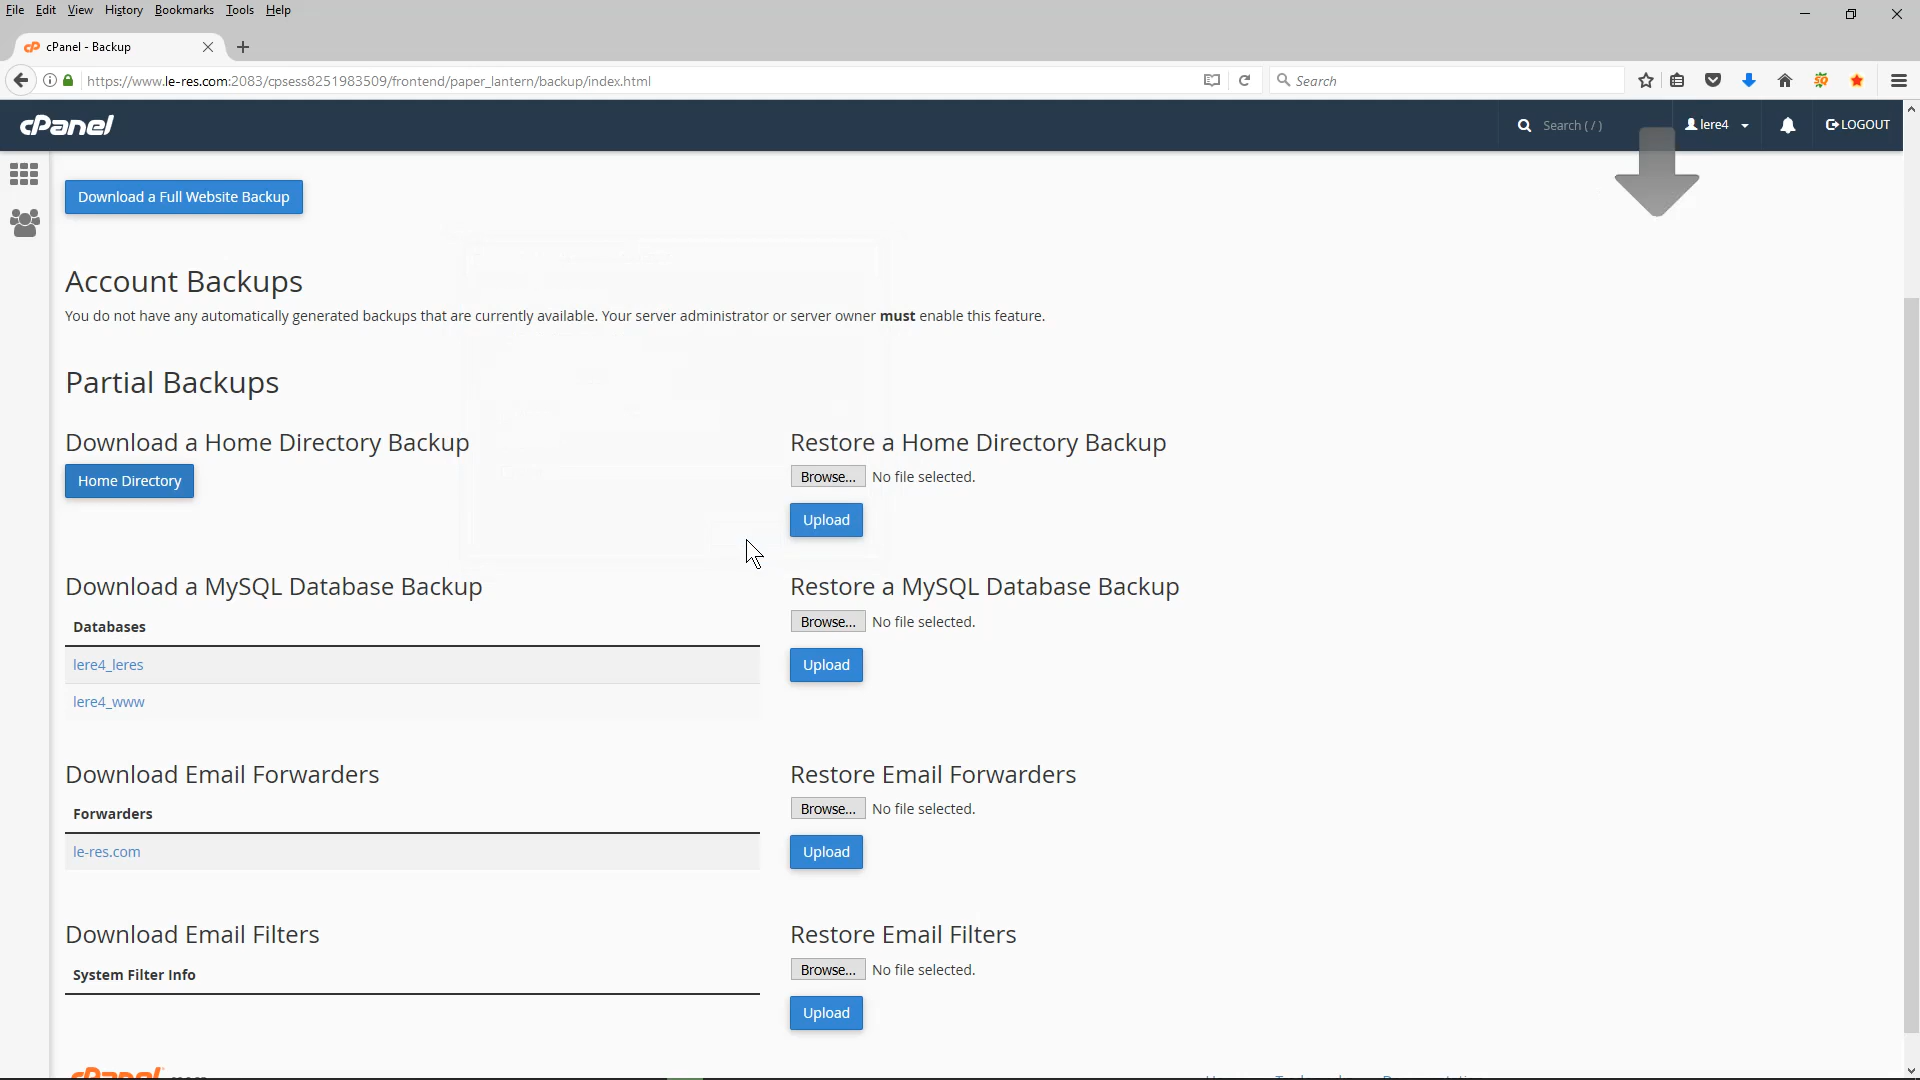 File Edit View History Bookmarks Tools Help
cPanel - Backup
https://www.le-res.com:2083/cpsess8251983509/frontend/paper_lantern/backup/index.html
Search
cPanel
Search ( / )
lere4
LOGOUT
Download a Full Website Backup
Account Backups
You do not have any automatically generated backups that are currently available. Your server administrator or server owner must enable this feature.
Partial Backups
Download a Home Directory Backup
Home Directory
Restore a Home Directory Backup
Browse... No file selected.
Upload
Download a MySQL Database Backup
Databases
lere4_leres
lere4_www
Restore a MySQL Database Backup
Browse... No file selected.
Upload
Download Email Forwarders
Forwarders
le-res.com
Restore Email Forwarders
Browse... No file selected.
Upload
Download Email Filters
System Filter Info
Restore Email Filters
Browse... No file selected.
Upload
cPanel